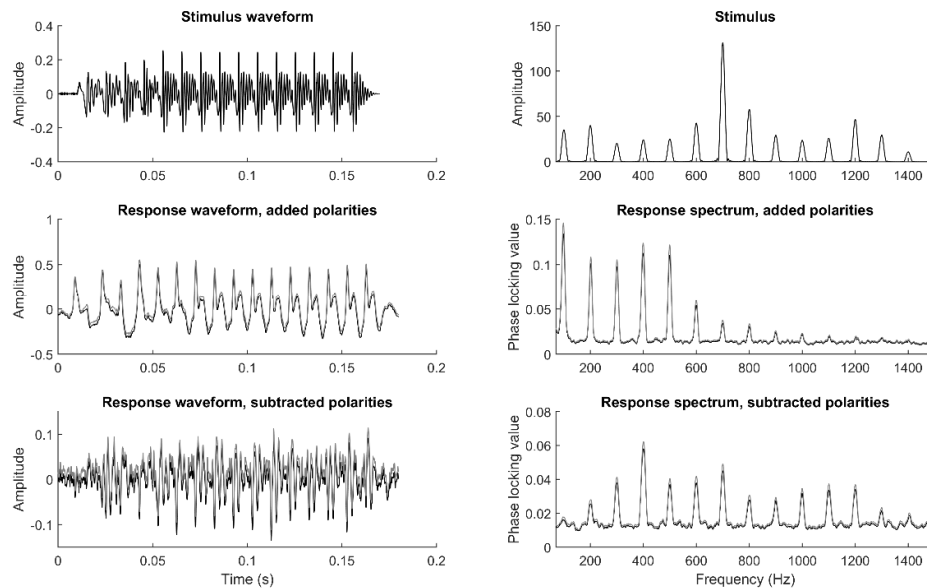 Stimulus waveform
Stimulus
0.4
0.2
0
-0.2
-0.4
Amplitude
0 0.05 0.1 0.15 0.2
150
100
50
0
Amplitude
200 400 600 800 1000 1200 1400
Response waveform, added polarities
Response spectrum, added polarities
1
0.5
0
-0.5
Amplitude
0 0.05 0.1 0.15 0.2
0.15
0.1
0.05
0
Phase locking value
200 400 600 800 1000 1200 1400
Response waveform, subtracted polarities
Response spectrum, subtracted polarities
0.1
0
-0.1
Amplitude
0 0.05 0.1 0.15 0.2
Time (s)
0.08
0.06
0.04
0.02
0
Phase locking value
200 400 600 800 1000 1200 1400
Frequency (Hz)